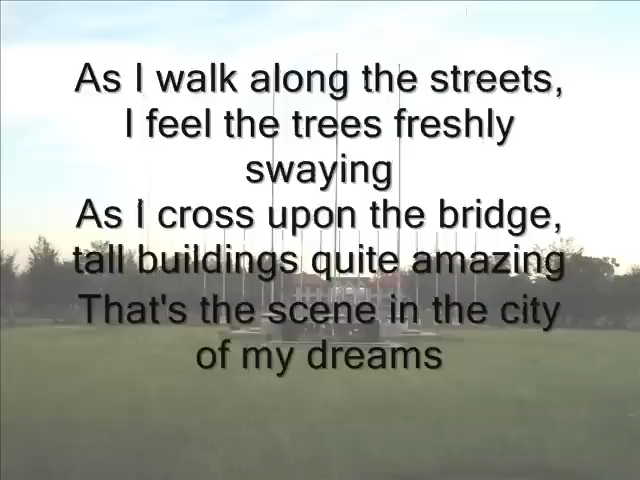 As I walk along the streets,
I feel the trees freshly
swaying
As I cross upon the bridge,
tall buildings quite amazing
That's the scene in the city
of my dreams